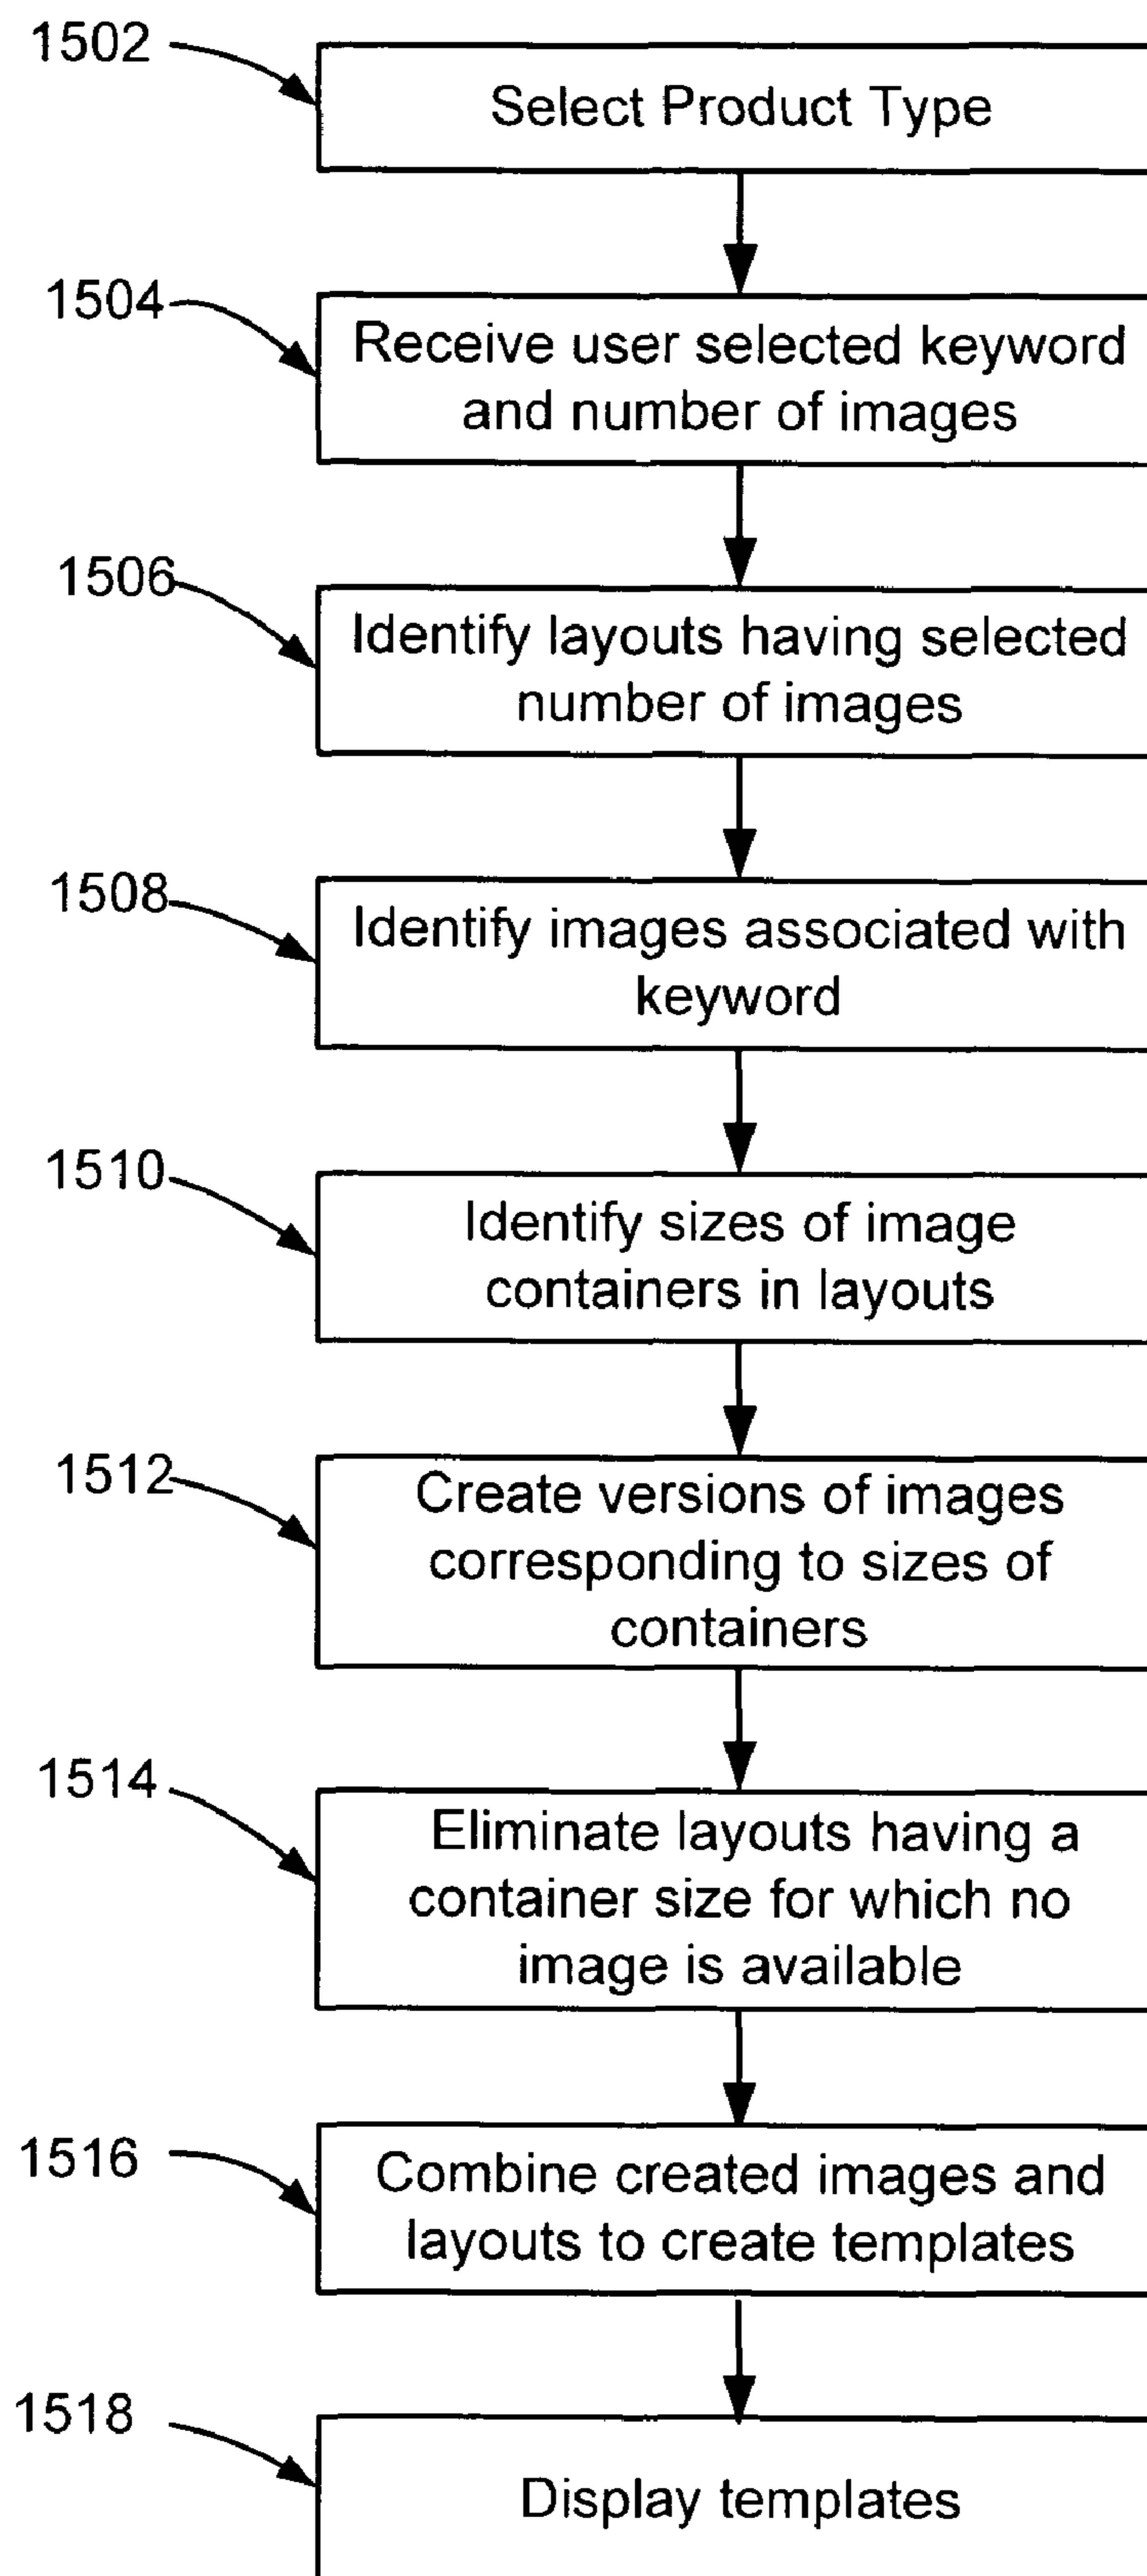 1502
Select Product Type
1504
Receive user selected keyword
and number of images
1506
Identify layouts having selected
number of images
1508
Identify images associated with
keyword
1510
Identify sizes of image
containers in layouts
1512
Create versions of images
corresponding to sizes of
containers
1514
Eliminate layouts having a
container size for which no
image is available
1516
Combine created images and
layouts to create templates
1518
Display templates